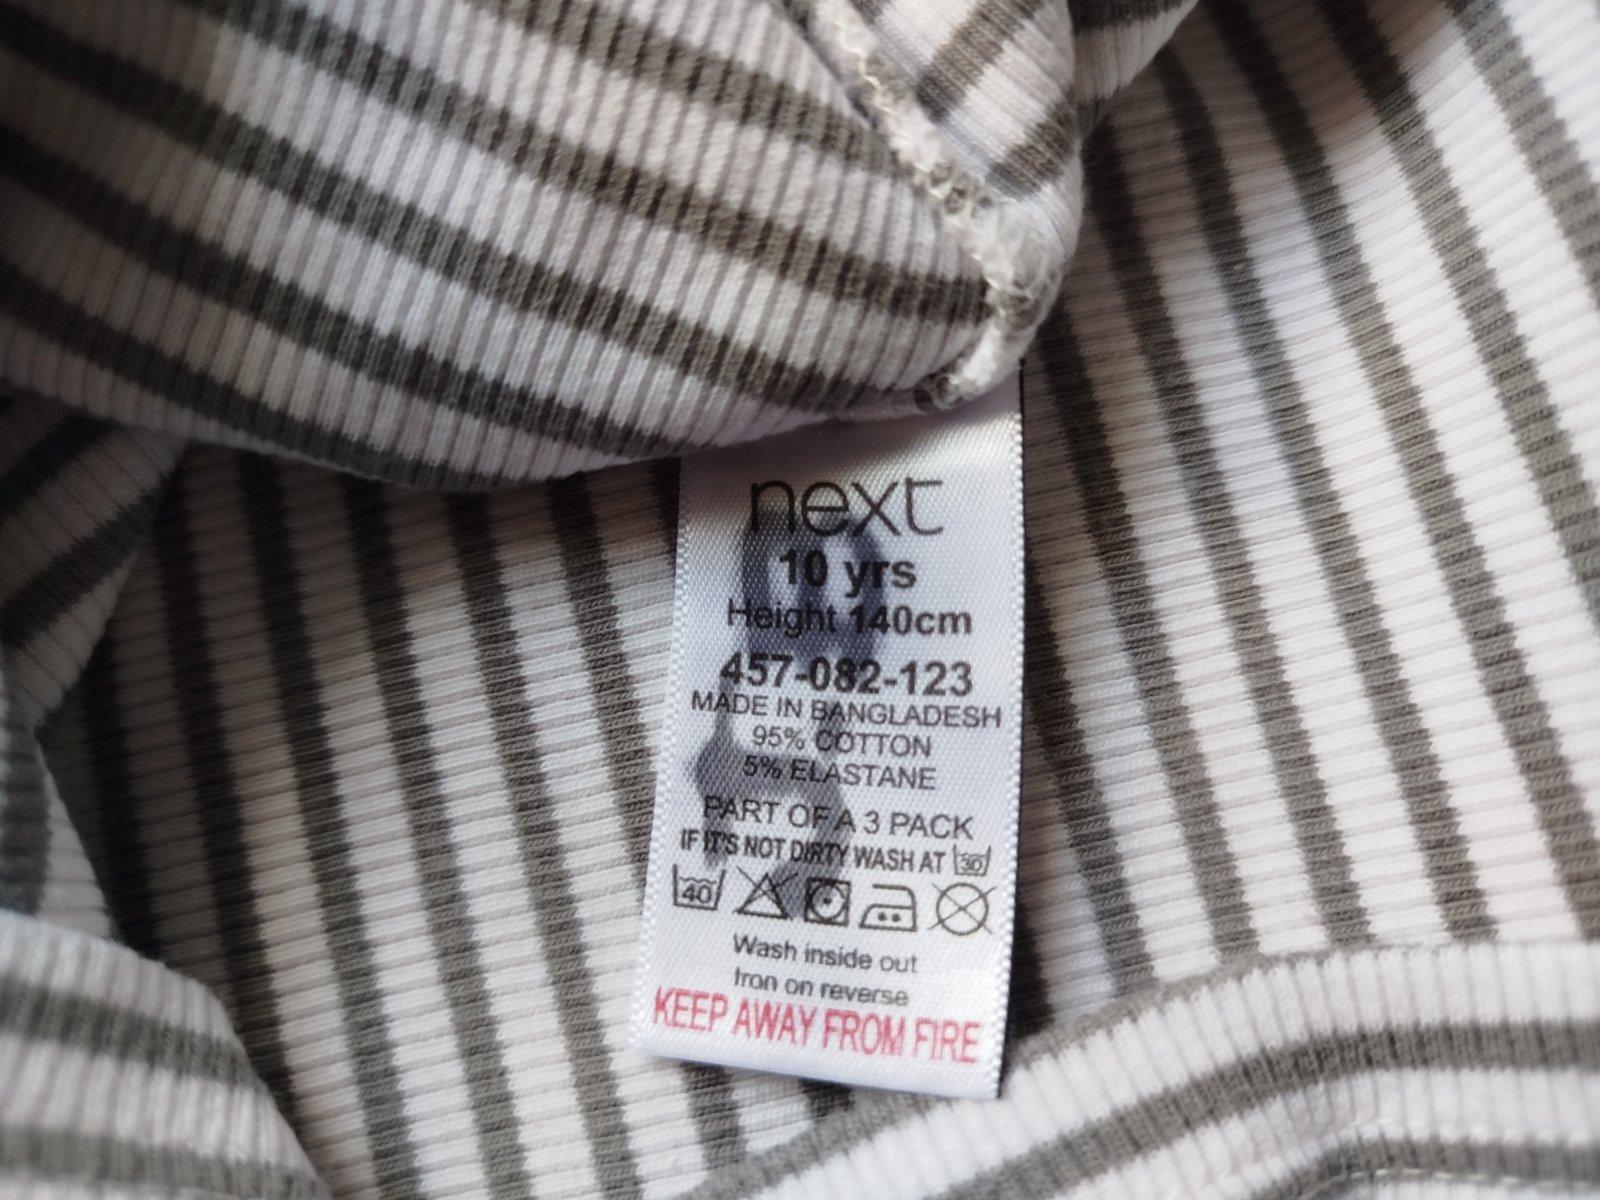 next
10 yrs
Height 140cm
457-082-123
MADE IN BANGLADESH
95% COTTON
5% ELASTANE
PART OF A 3 PACK
IF IT'S NOT DIRTY WASH AT 30
40
Wash inside out
Iron on reverse
KEEP AWAY FROM FIRE